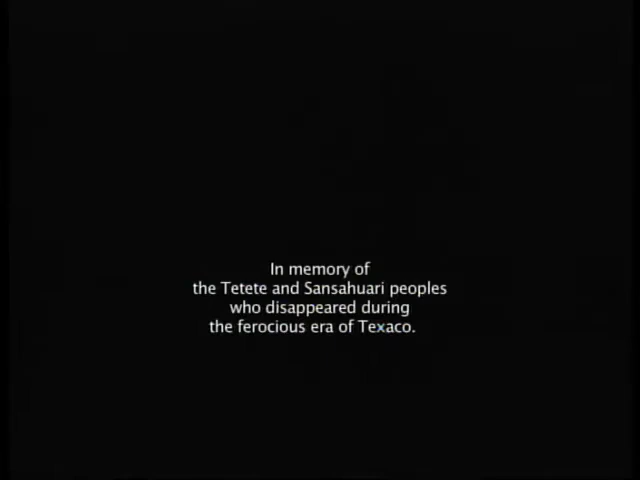 In memory of
the Tetete and Sansahuari peoples
who disappeared during
the ferocious era of Texaco.